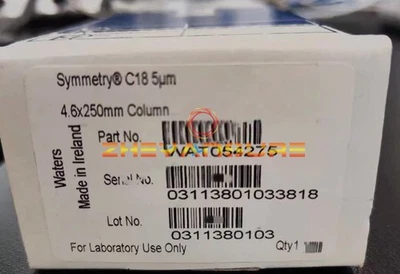 Symmetry® C18 5µm
4.6x250mm Column
Part No.
WAT054275
Serial No.
03113801033818
Lot No.
0311380103
For Laboratory Use Only
Qty 1
Waters
Made in Ireland